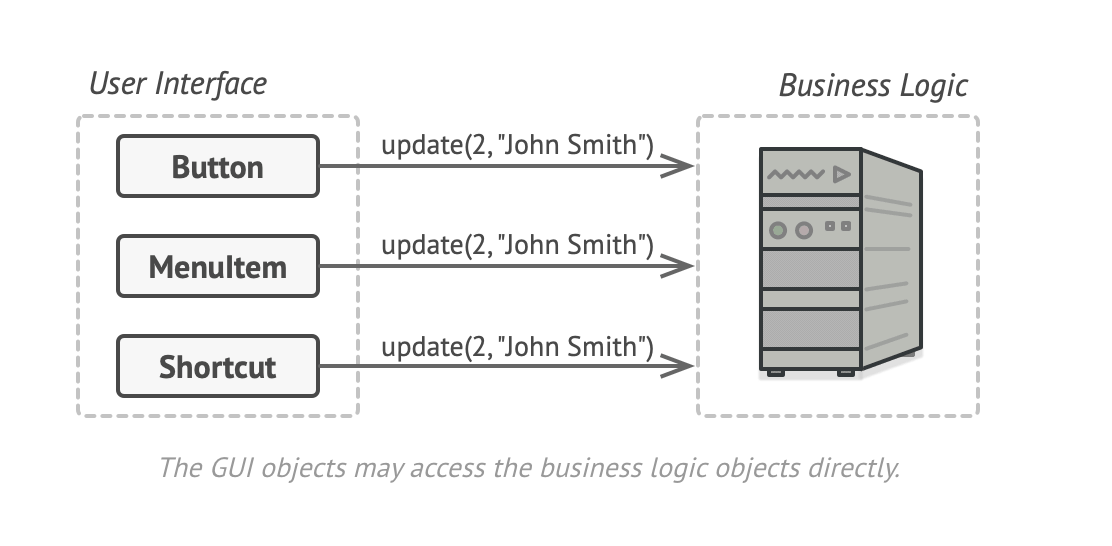 User Interface
Business Logic
Button
update(2, "John Smith")
MenuItem
update(2, "John Smith")
Shortcut
update(2, "John Smith")
The GUI objects may access the business logic objects directly.